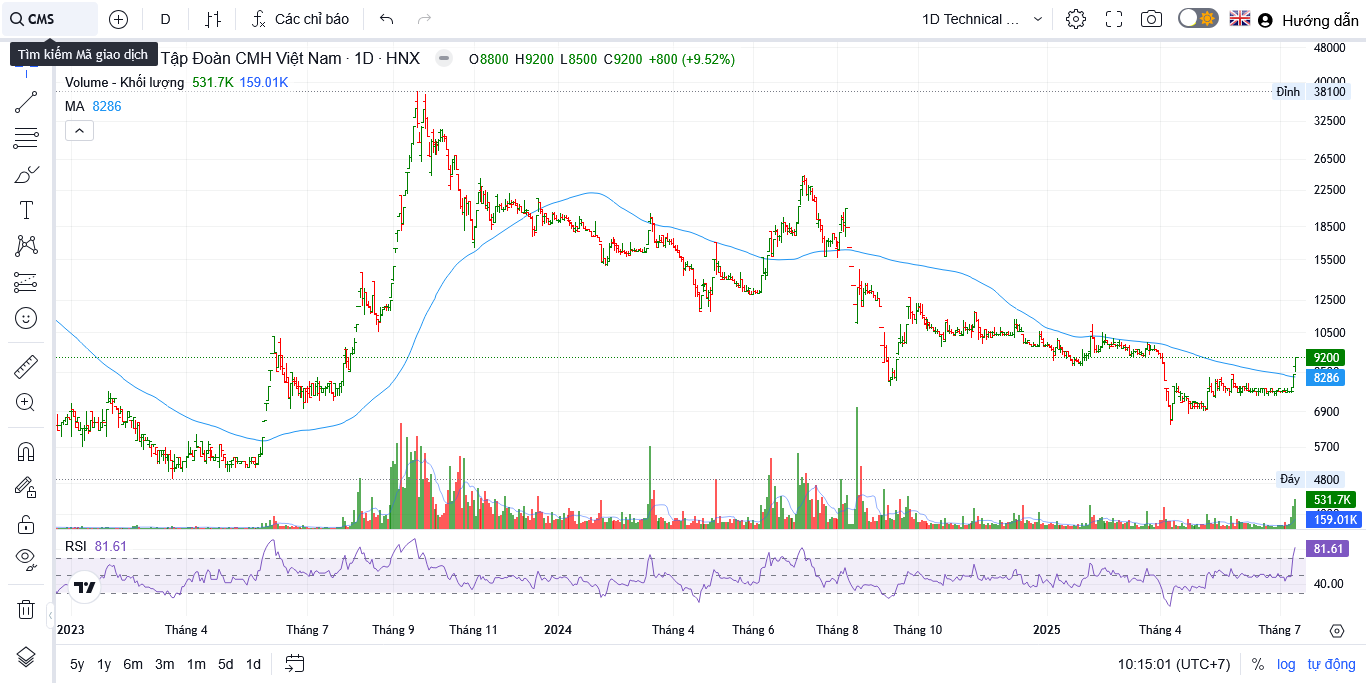 CMS
D
Các chỉ báo
1D Technical ...
Hướng dẫn
Tìm kiếm Mã giao dịch
Tập Đoàn CMH Việt Nam · 1D · HNX
O8800 H9200 L8500 C9200 +800 (+9.52%)
Volume - Khối lượng 531.7K 159.01K
MA 8286
48000
40000
Đỉnh 38100
32500
26500
22500
18500
15500
12500
10500
9200
8286
6900
5700
Đáy 4800
531.7K
159.01K
RSI 81.61
81.61
40.00
2023 Tháng 4 Tháng 7 Tháng 9 Tháng 11 2024 Tháng 4 Tháng 6 Tháng 8 Tháng 10 2025 Tháng 4 Tháng 7
5y 1y 6m 3m 1m 5d 1d
10:15:01 (UTC+7) % log tự động